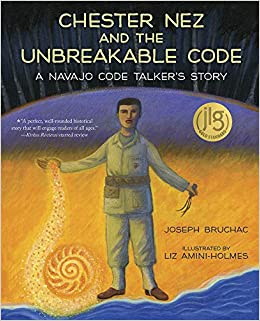 CHESTER NEZ
AND THE
UNBREAKABLE CODE
A NAVAJO CODE TALKER'S STORY
★"A perfect, well-rounded historical
story that will engage readers of all ages."
—Kirkus Reviews starred review
jlg
JOSEPH BRUCHAC
ILLUSTRATED BY
LIZ AMINI-HOLMES